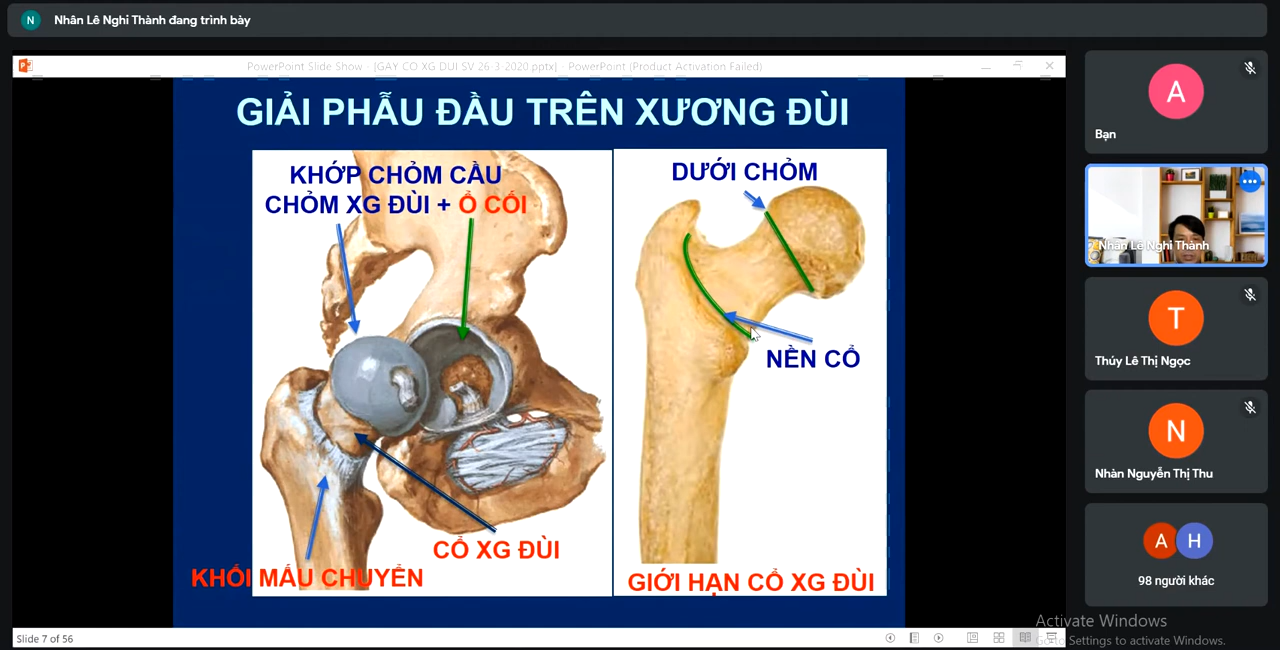 N
Nhân Lê Nghi Thành đang trình bày
PowerPoint Slide Show - [GAY CO XG DUI SV 26-3-2020.pptx] - PowerPoint (Product Activation Failed)
GIẢI PHẪU ĐẦU TRÊN XƯƠNG ĐÙI
KHỚP CHỎM CẦU
CHỎM XG ĐÙI + Ổ CỐI
CỔ XG ĐÙI
KHỐI MẤU CHUYỂN
DƯỚI CHỎM
NỀN CỔ
GIỚI HẠN CỔ XG ĐÙI
Slide 7 of 56
A
Bạn
Nhân Lê Nghi Thành
T
Thúy Lê Thị Ngọc
N
Nhàn Nguyễn Thị Thu
A
H
98 người khác
Activate Windows
Go to Settings to activate Windows.